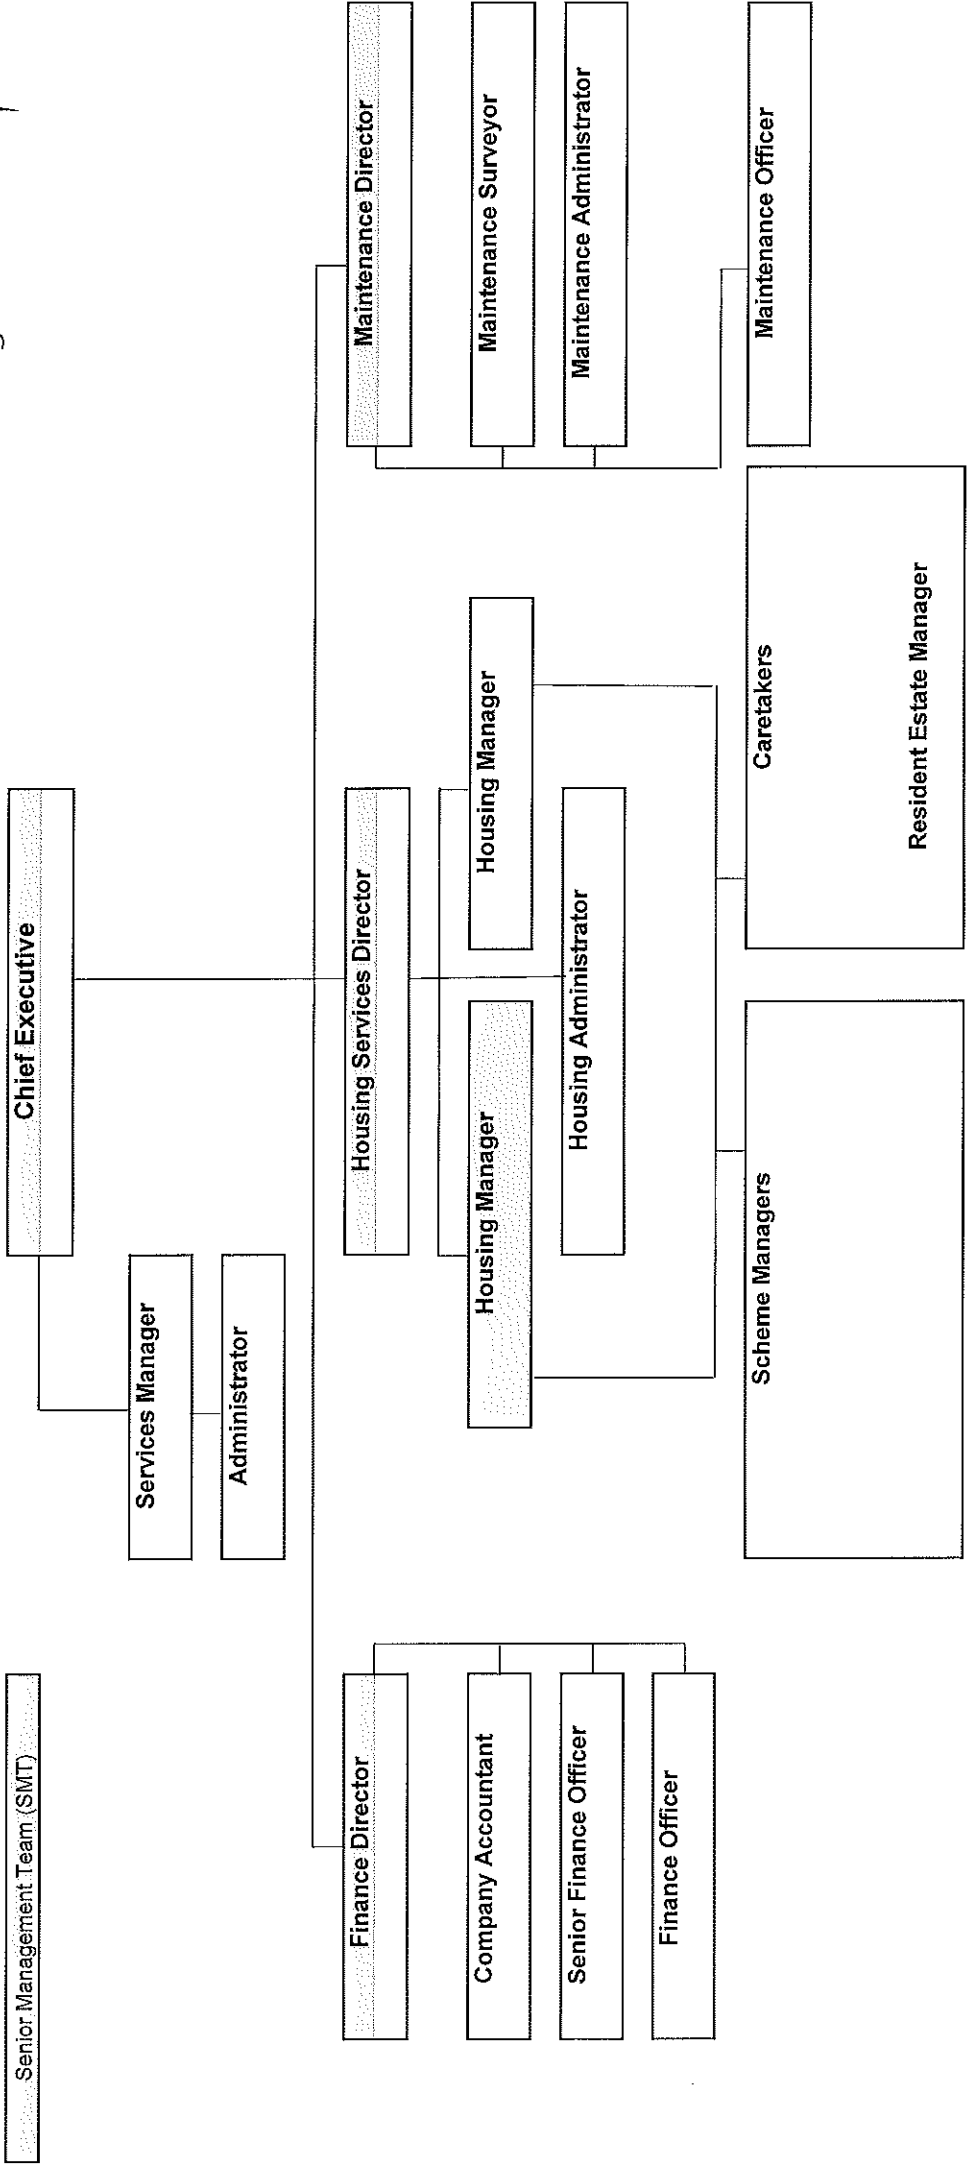 Senior Management Team (SMT)
Chief Executive
Services Manager
Administrator
Finance Director
Housing Services Director
Maintenance Director
Company Accountant
Housing Manager
Housing Manager
Maintenance Surveyor
Senior Finance Officer
Housing Administrator
Maintenance Administrator
Finance Officer
Scheme Managers
Caretakers
Maintenance Officer
Resident Estate Manager